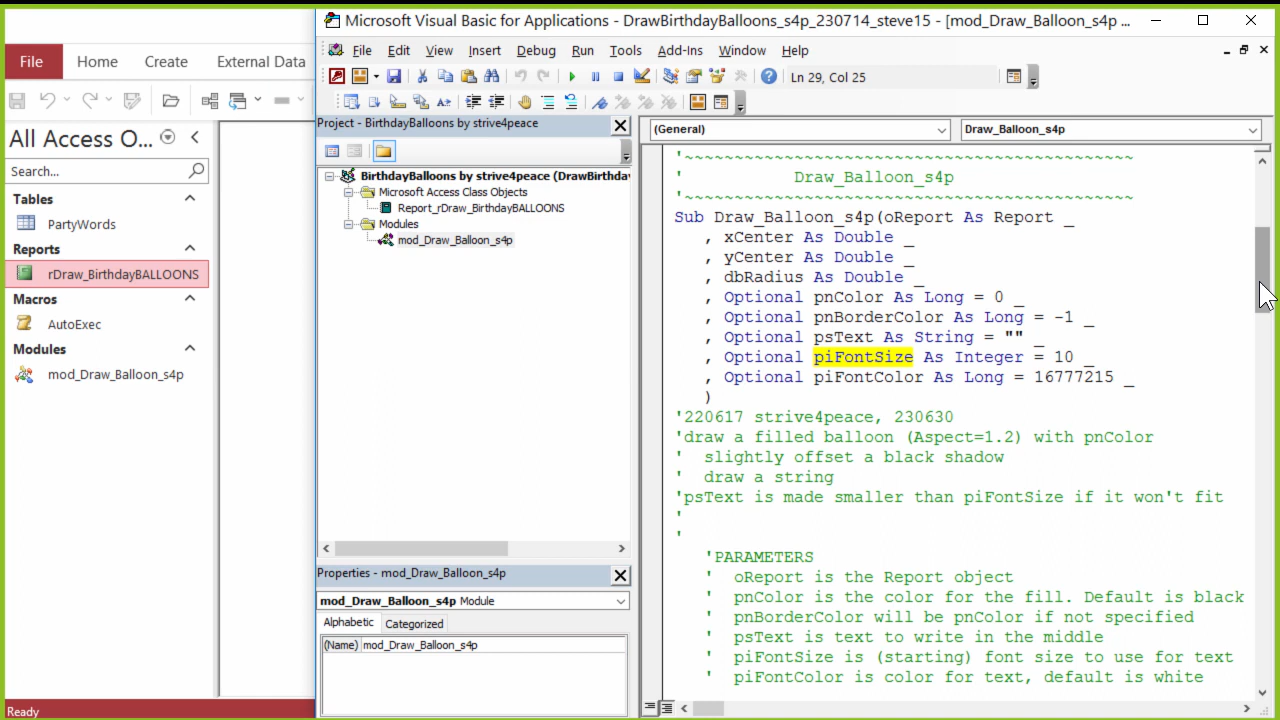 Microsoft Visual Basic for Applications - DrawBirthdayBalloons_s4p_230714_steve15 - [mod_Draw_Balloon_s4p ...
File Edit View Insert Debug Run Tools Add-Ins Window Help
Ln 29, Col 25
File Home Create External Data
All Access O...
Search...
Tables
PartyWords
Reports
rDraw_BirthdayBALLOONS
Macros
AutoExec
Modules
mod_Draw_Balloon_s4p
Ready
Project - BirthdayBalloons by strive4peace
BirthdayBalloons by strive4peace (DrawBirthda
Microsoft Access Class Objects
Report_rDraw_BirthdayBALLOONS
Modules
mod_Draw_Balloon_s4p
Properties - mod_Draw_Balloon_s4p
mod_Draw_Balloon_s4p Module
Alphabetic Categorized
(Name) mod_Draw_Balloon_s4p
(General) Draw_Balloon_s4p
'~~~~~~~~~~~~~~~~~~~~~~~~~~~~~~~~~~~~~~~~~~~~~
' Draw_Balloon_s4p
'~~~~~~~~~~~~~~~~~~~~~~~~~~~~~~~~~~~~~~~~~~~~~
Sub Draw_Balloon_s4p(oReport As Report _
, xCenter As Double _
, yCenter As Double _
, dbRadius As Double _
, Optional pnColor As Long = 0 _
, Optional pnBorderColor As Long = -1 _
, Optional psText As String = "" _
, Optional piFontSize As Integer = 10 _
, Optional piFontColor As Long = 16777215 _
)
'220617 strive4peace, 230630
'draw a filled balloon (Aspect=1.2) with pnColor
' slightly offset a black shadow
' draw a string
'psText is made smaller than piFontSize if it won't fit
'
'
'PARAMETERS
' oReport is the Report object
' pnColor is the color for the fill. Default is black
' pnBorderColor will be pnColor if not specified
' psText is text to write in the middle
' piFontSize is (starting) font size to use for text
' piFontColor is color for text, default is white